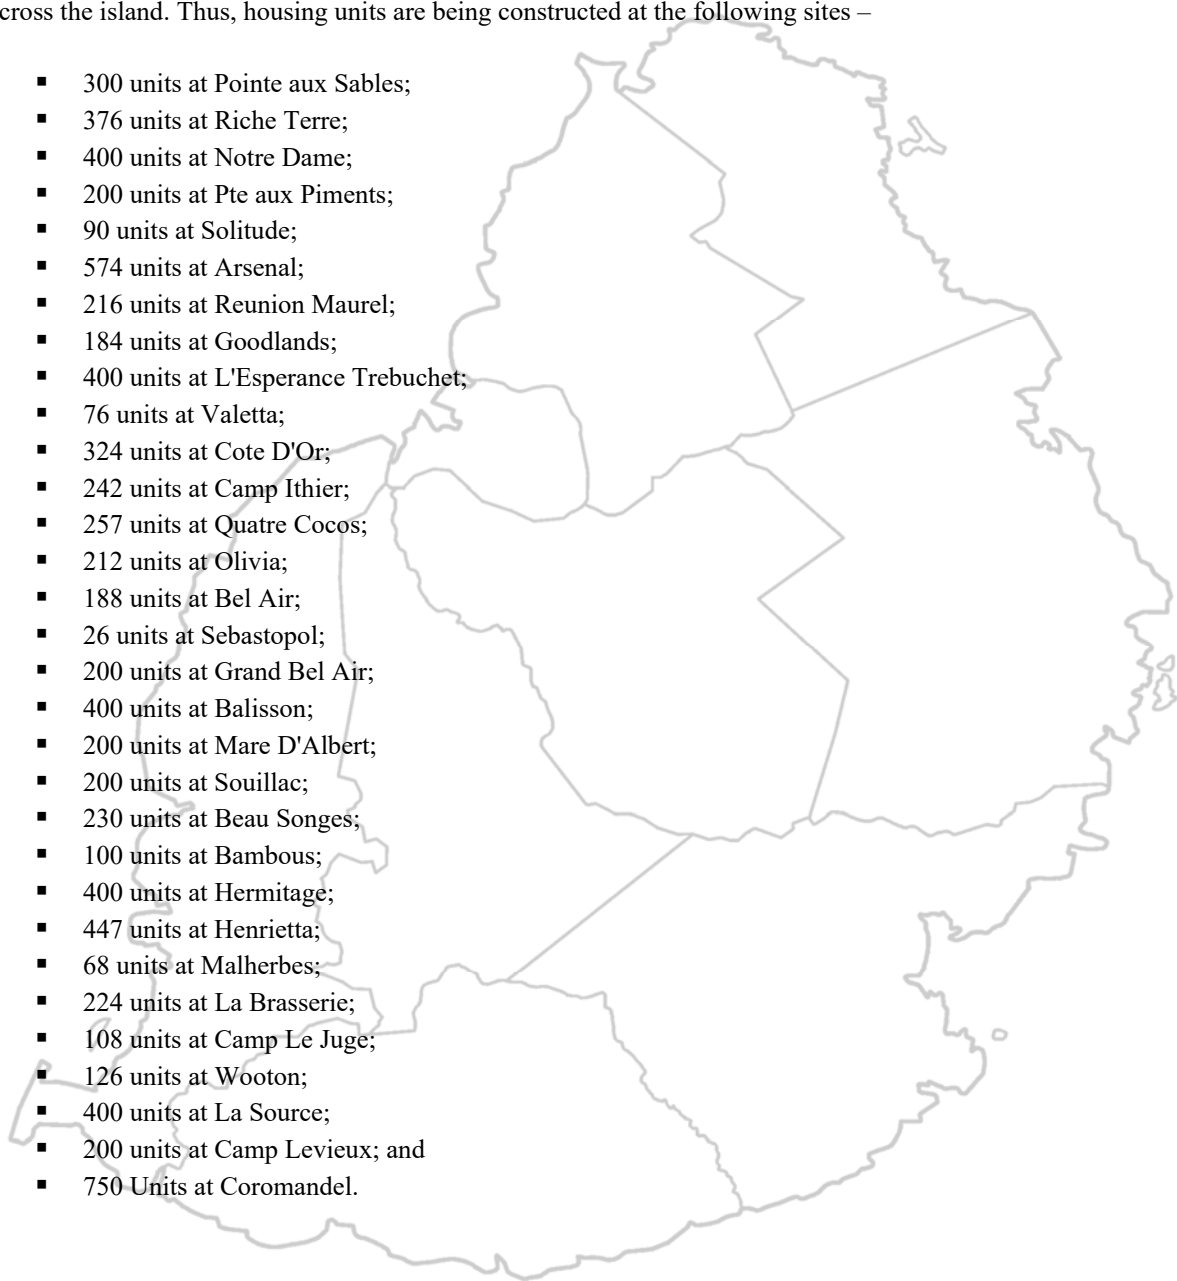 cross the island. Thus, housing units are being constructed at the following sites –
▪ 300 units at Pointe aux Sables;
▪ 376 units at Riche Terre;
▪ 400 units at Notre Dame;
▪ 200 units at Pte aux Piments;
▪ 90 units at Solitude;
▪ 574 units at Arsenal;
▪ 216 units at Reunion Maurel;
▪ 184 units at Goodlands;
▪ 400 units at L'Esperance Trebuchet;
▪ 76 units at Valetta;
▪ 324 units at Cote D'Or;
▪ 242 units at Camp Ithier;
▪ 257 units at Quatre Cocos;
▪ 212 units at Olivia;
▪ 188 units at Bel Air;
▪ 26 units at Sebastopol;
▪ 200 units at Grand Bel Air;
▪ 400 units at Balisson;
▪ 200 units at Mare D'Albert;
▪ 200 units at Souillac;
▪ 230 units at Beau Songes;
▪ 100 units at Bambous;
▪ 400 units at Hermitage;
▪ 447 units at Henrietta;
▪ 68 units at Malherbes;
▪ 224 units at La Brasserie;
▪ 108 units at Camp Le Juge;
▪ 126 units at Wooton;
▪ 400 units at La Source;
▪ 200 units at Camp Levieux; and
▪ 750 Units at Coromandel.